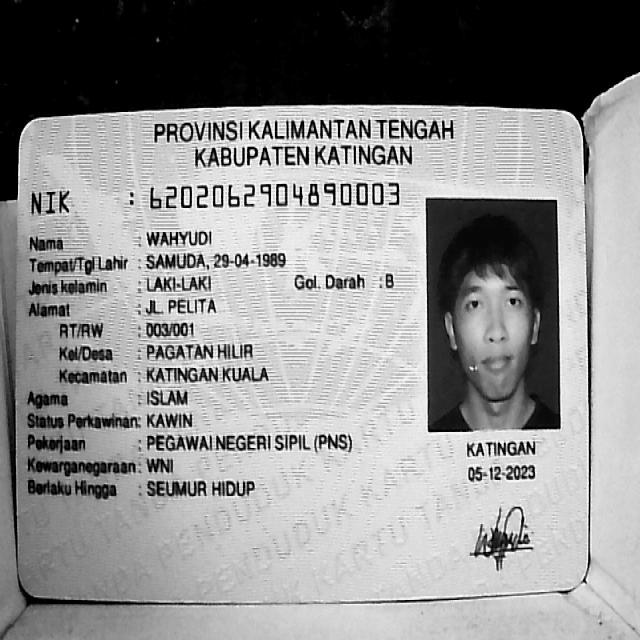 PROVINSI KALIMANTAN TENGAH
KABUPATEN KATINGAN
NIK : 6202062904890003
Nama : WAHYUDI
Tempat/Tgl Lahir : SAMUDA, 29-04-1989
Jenis kelamin : LAKI-LAKI Gol. Darah : B
Alamat : JL. PELITA
RT/RW : 003/001
Kel/Desa : PAGATAN HILIR
Kecamatan : KATINGAN KUALA
Agama : ISLAM
Status Perkawinan: KAWIN
Pekerjaan : PEGAWAI NEGERI SIPIL (PNS)
Kewarganegaraan : WNI
Berlaku Hingga : SEUMUR HIDUP
KATINGAN
05-12-2023